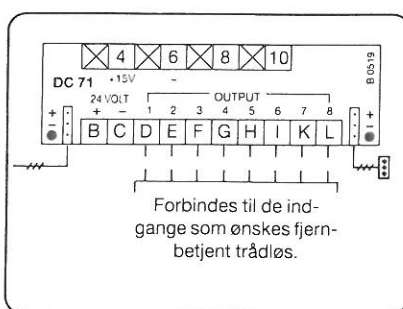 4 6 8 10
DC 71 +15V –
B 0519
24 VOLT OUTPUT
+ – 1 2 3 4 5 6 7 8
+ B C D E F G H I K L +
– –
Forbindes til de ind-
gange som ønskes fjern-
betjent trådløs.